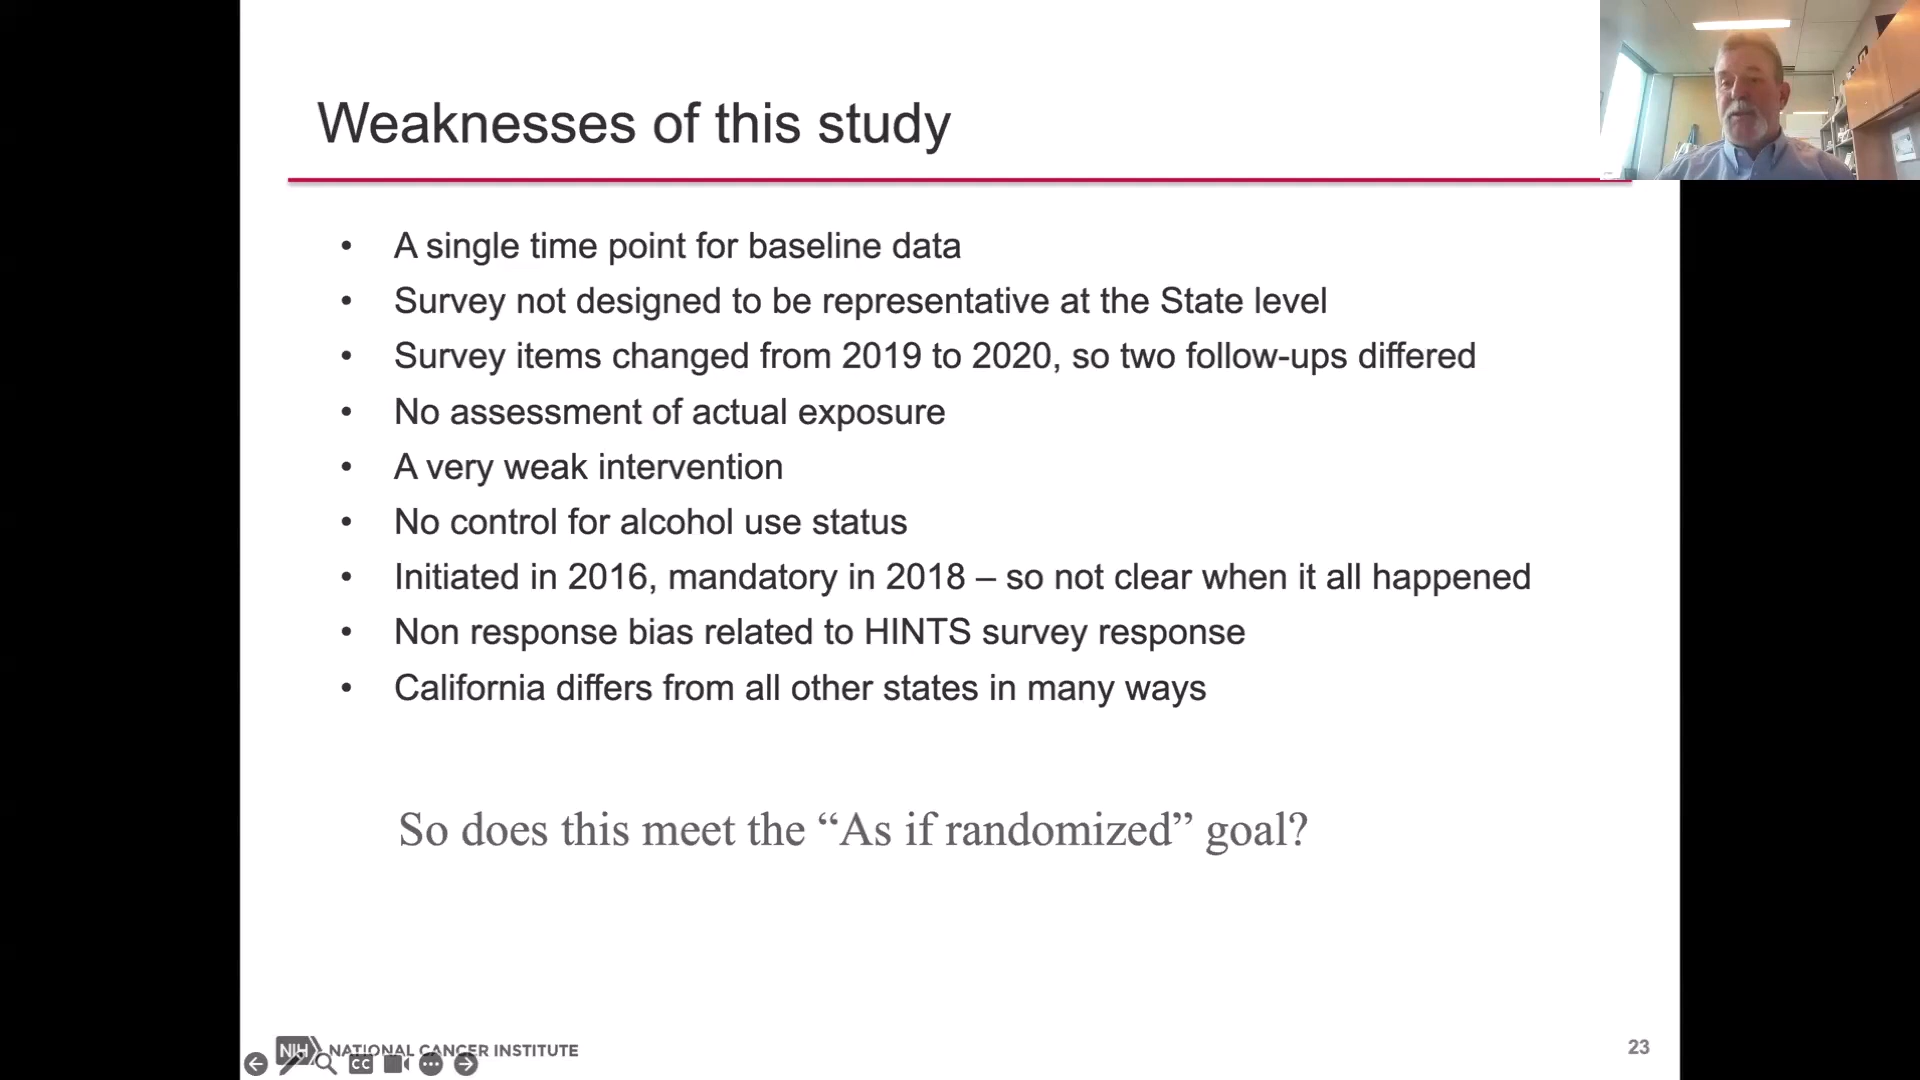 Weaknesses of this study
• A single time point for baseline data
• Survey not designed to be representative at the State level
• Survey items changed from 2019 to 2020, so two follow-ups differed
• No assessment of actual exposure
• A very weak intervention
• No control for alcohol use status
• Initiated in 2016, mandatory in 2018 – so not clear when it all happened
• Non response bias related to HINTS survey response
• California differs from all other states in many ways
So does this meet the “As if randomized” goal?
NIH NATIONAL CANCER INSTITUTE
CC
23